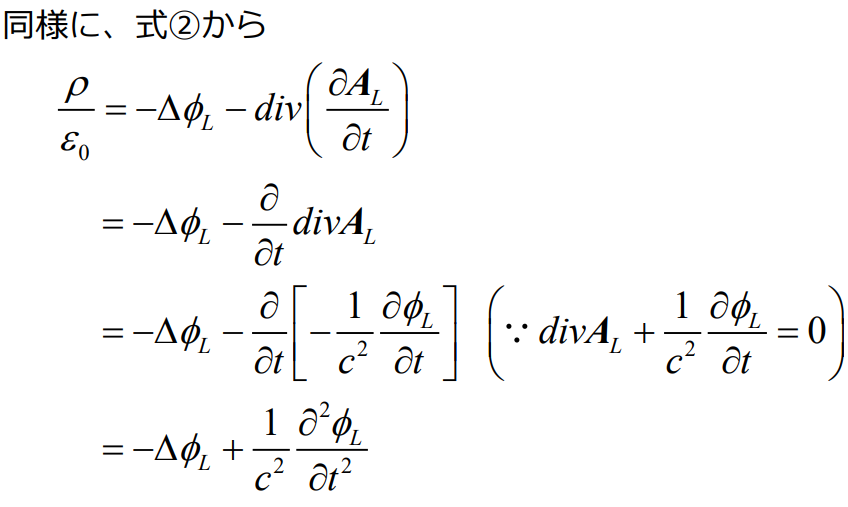 同様に、式②から
ρ/ε₀ = −Δϕ_L − div(∂A_L/∂t)
= −Δϕ_L − ∂/∂t divA_L
= −Δϕ_L − ∂/∂t[−1/c² ∂ϕ_L/∂t] (∵ divA_L + 1/c² ∂ϕ_L/∂t = 0)
= −Δϕ_L + 1/c² ∂²ϕ_L/∂t²